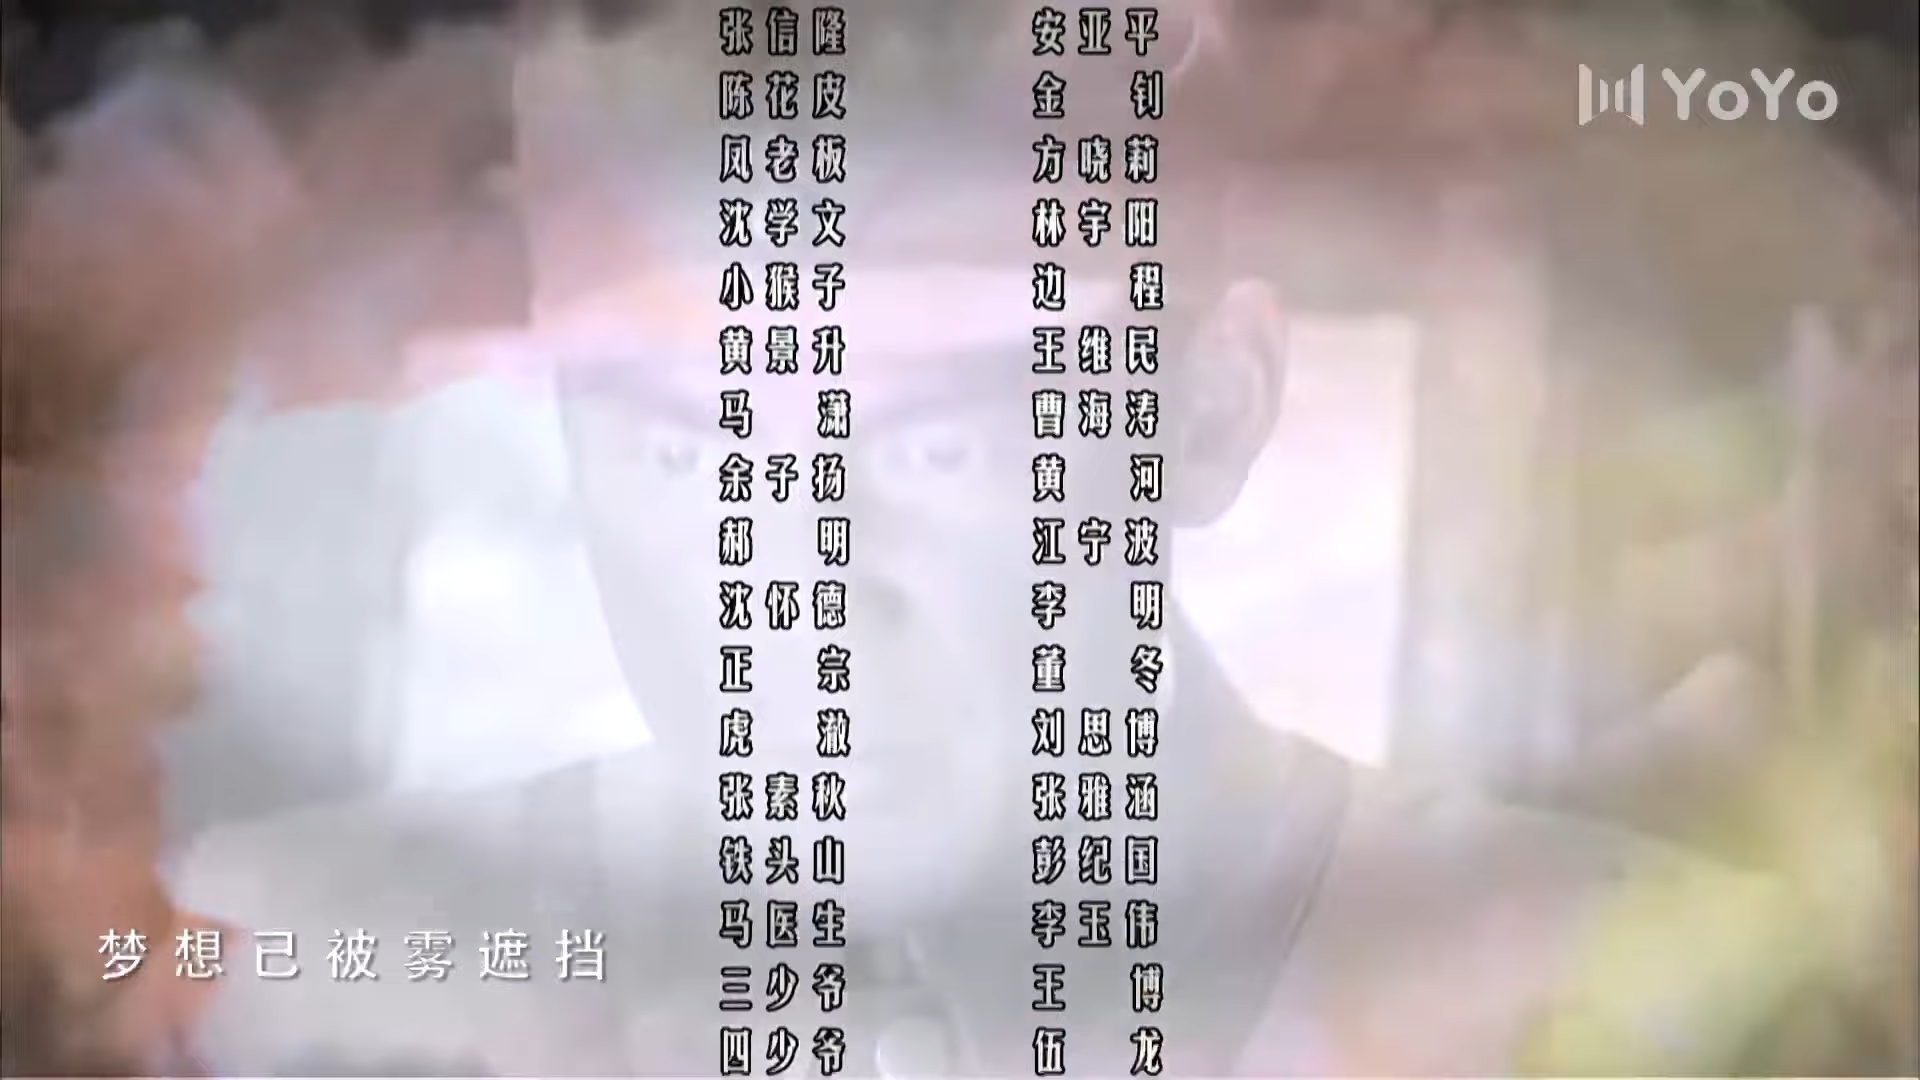 张信隆 安亚平
YoYo
陈花皮 金钊
凤老板 方晓莉
沈学文 林宇阳
小猴子 边程
黄景升 王维民
马潇 曹海涛
余子扬 黄河
郝明 江宁波
沈怀德 李明
正宗 董冬
虎澈 刘思博
张素秋 张雅涵
铁头山 彭纪国
马医生 李玉伟
梦想已被雾遮挡
三少爷 王博
四少爷 伍龙